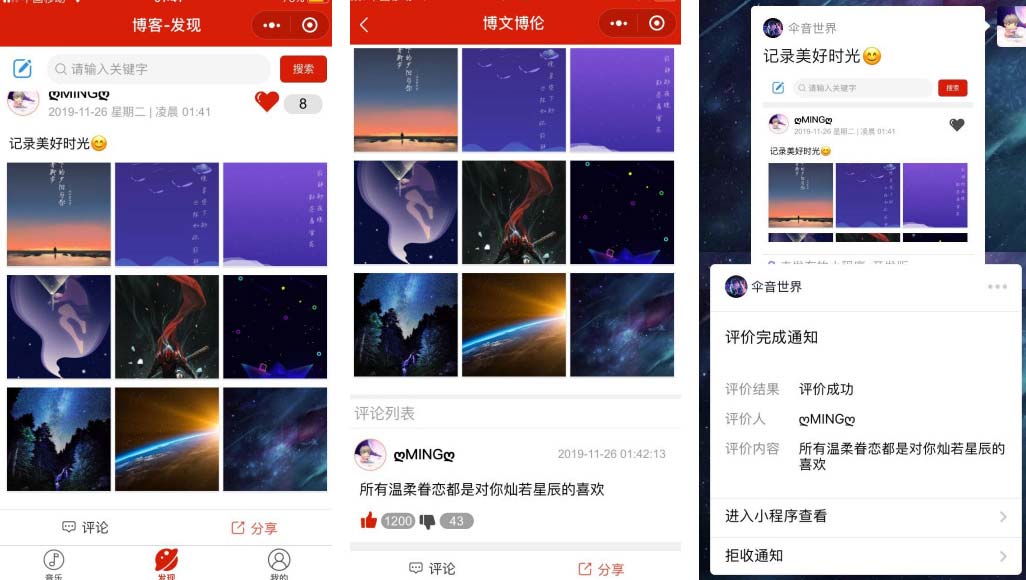 博客-发现
请输入关键字
搜索
ღMINGღ
2019-11-26 星期二 | 凌晨 01:41
8
记录美好时光😊
评论
分享
音乐
发现
我的
博文博伦
评论列表
ღMINGღ
2019-11-26 01:42:13
所有温柔眷恋都是对你灿若星辰的喜欢
1200
43
评论
分享
伞音世界
记录美好时光😊
请输入关键字
搜索
ღMINGღ
2019-11-26 星期二 | 凌晨 01:41
记录美好时光😊
伞音世界
评价完成通知
评价结果 评价成功
评价人 ღMINGღ
评价内容 所有温柔眷恋都是对你灿若星辰的
喜欢
进入小程序查看
拒收通知